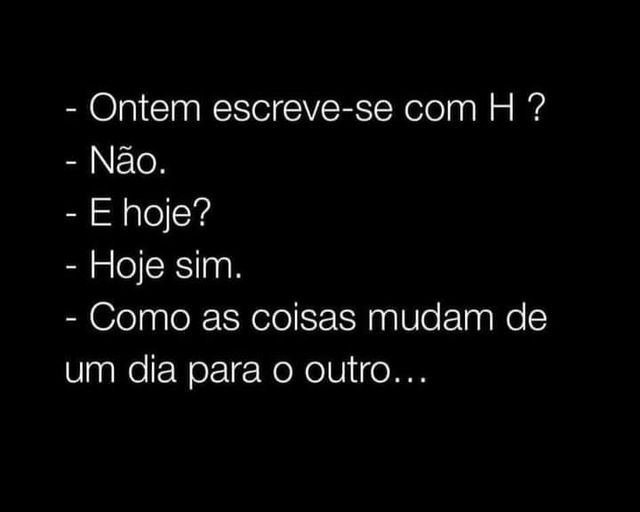 - Ontem escreve-se com H ?
- Não.
- E hoje?
- Hoje sim.
- Como as coisas mudam de
um dia para o outro...